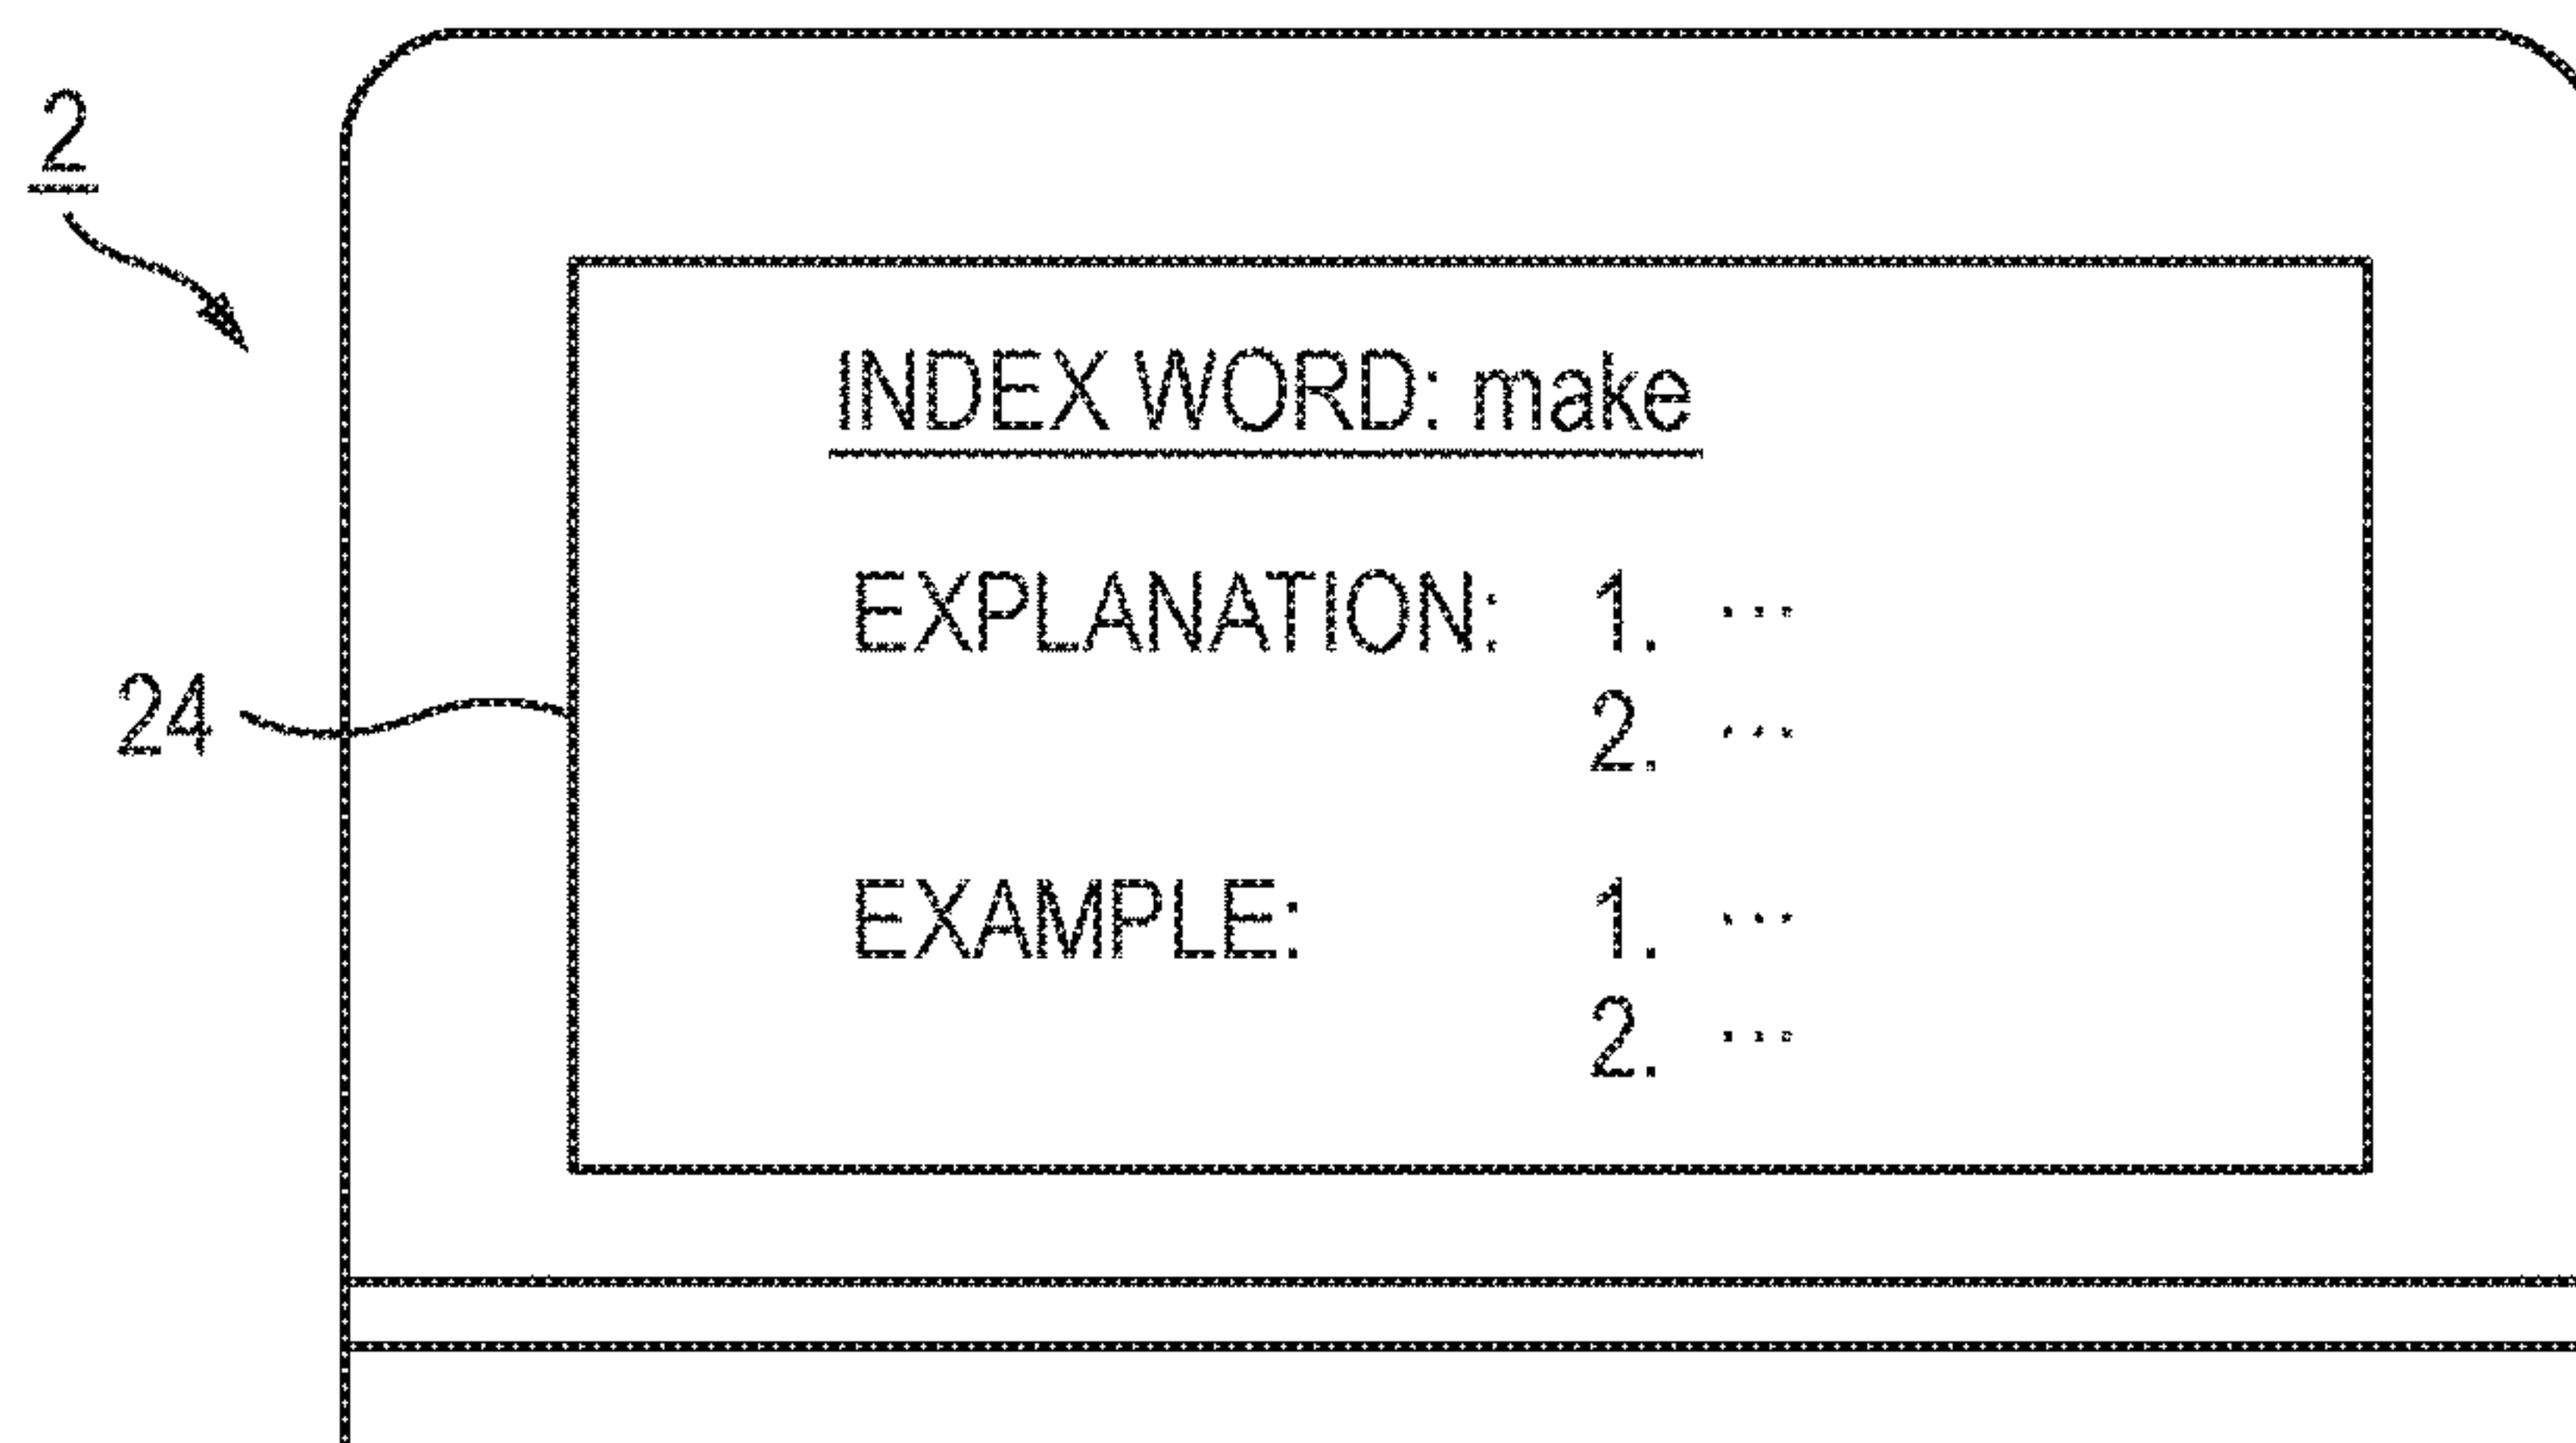 2
INDEX WORD: make
EXPLANATION: 1. ...
24
2. ...
EXAMPLE: 1. ...
2. ...